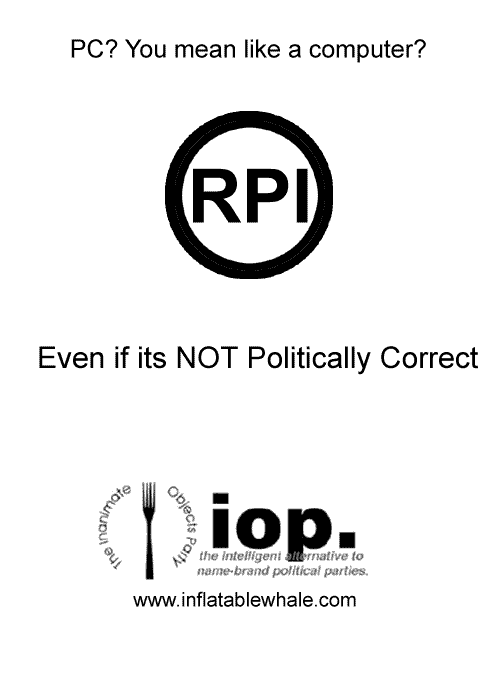 PC? You mean like a computer?
RPI
Even if its NOT Politically Correct
The Inanimate
Objects Party
iop.
the intelligent alternative to
name-brand political parties.
www.inflatablewhale.com